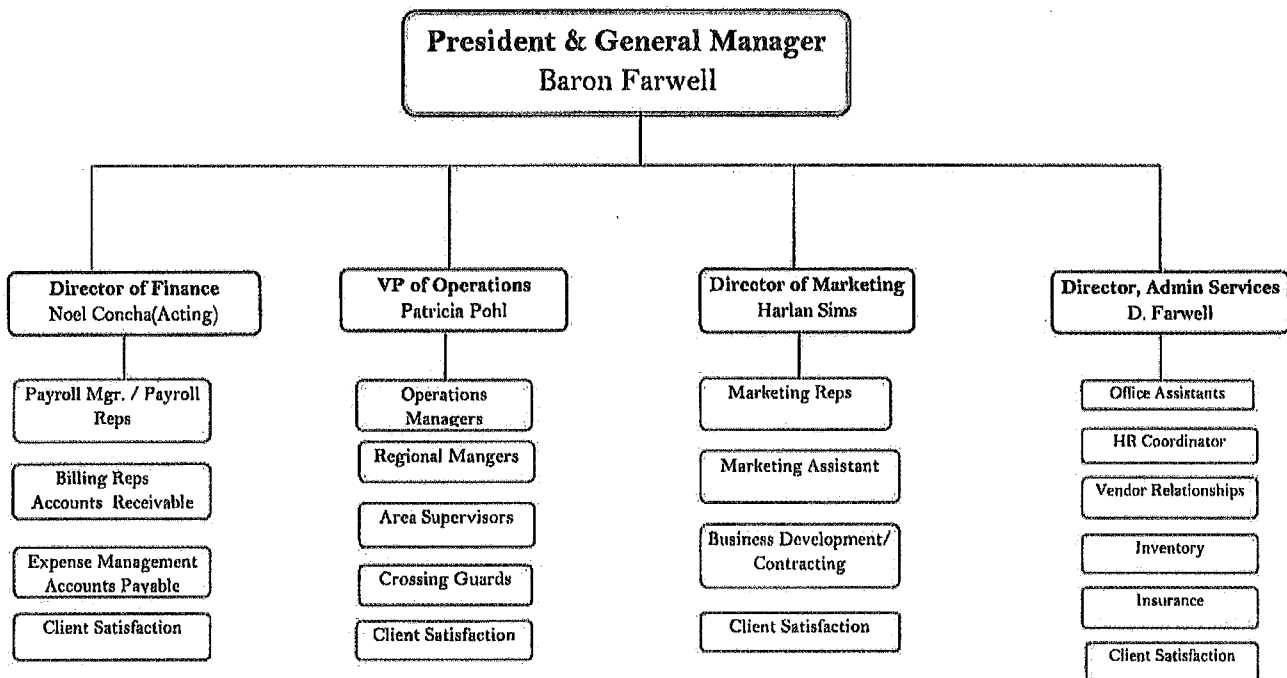 President & General Manager
Baron Farwell
Director of Finance
Noel Concha(Acting)
Payroll Mgr. / Payroll
Reps
Billing Reps
Accounts Receivable
Expense Management
Accounts Payable
Client Satisfaction
VP of Operations
Patricia Pohl
Operations
Managers
Regional Mangers
Area Supervisors
Crossing Guards
Client Satisfaction
Director of Marketing
Harlan Sims
Marketing Reps
Marketing Assistant
Business Development/
Contracting
Client Satisfaction
Director, Admin Services
D. Farwell
Office Assistants
HR Coordinator
Vendor Relationships
Inventory
Insurance
Client Satisfaction